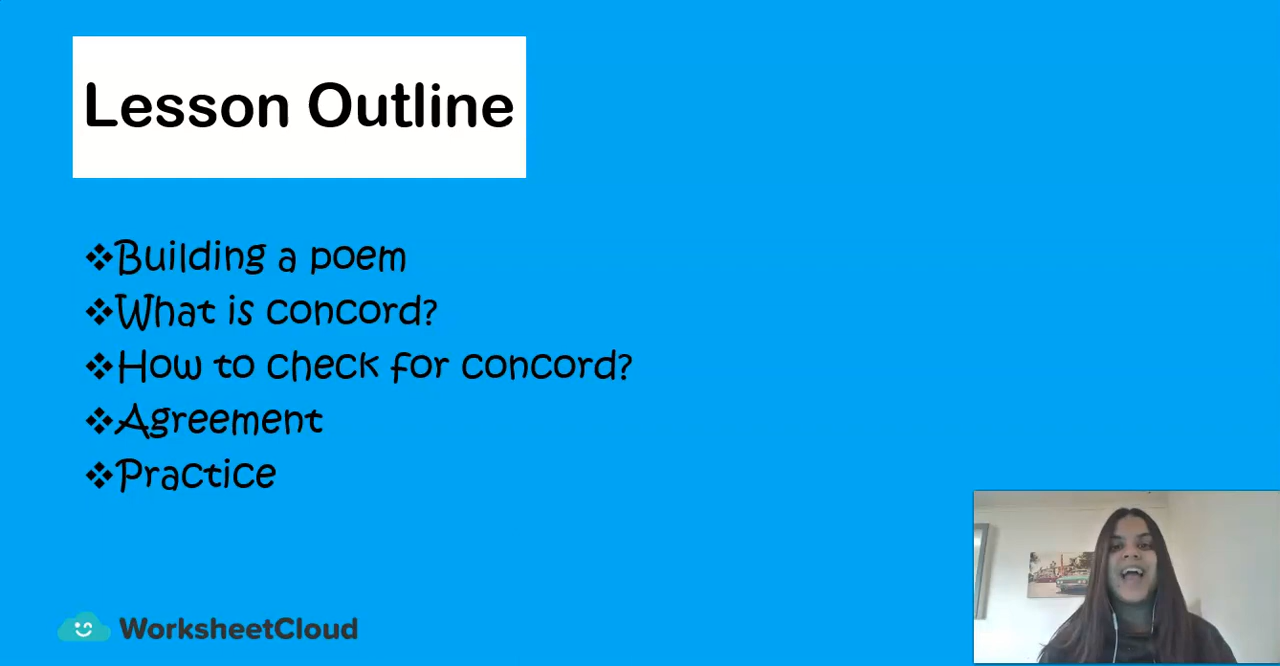 Lesson Outline
❖Building a poem
❖What is concord?
❖How to check for concord?
❖Agreement
❖Practice
WorksheetCloud